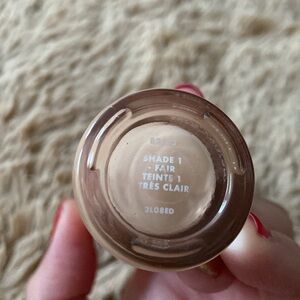 SHADE 1
- FAIR
TEINTE 1
TRÈS CLAIR